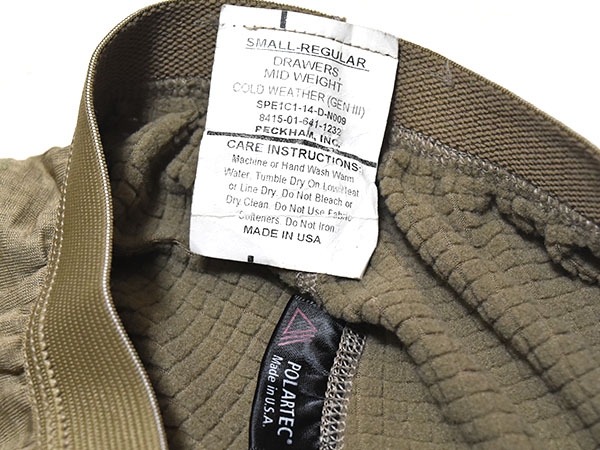 SMALL-REGULAR
DRAWERS,
MID WEIGHT
COLD WEATHER (GEN III)
SPE1C1-14-D-N009
8415-01-641-1232
PECKHAM, INC.
CARE INSTRUCTIONS:
Machine or Hand Wash Warm
Water. Tumble Dry On Low Heat
or Line Dry. Do Not Bleach or
Dry Clean. Do Not Use Fabric
Softeners. Do Not Iron.
MADE IN USA
POLARTEC®
Made in U.S.A.